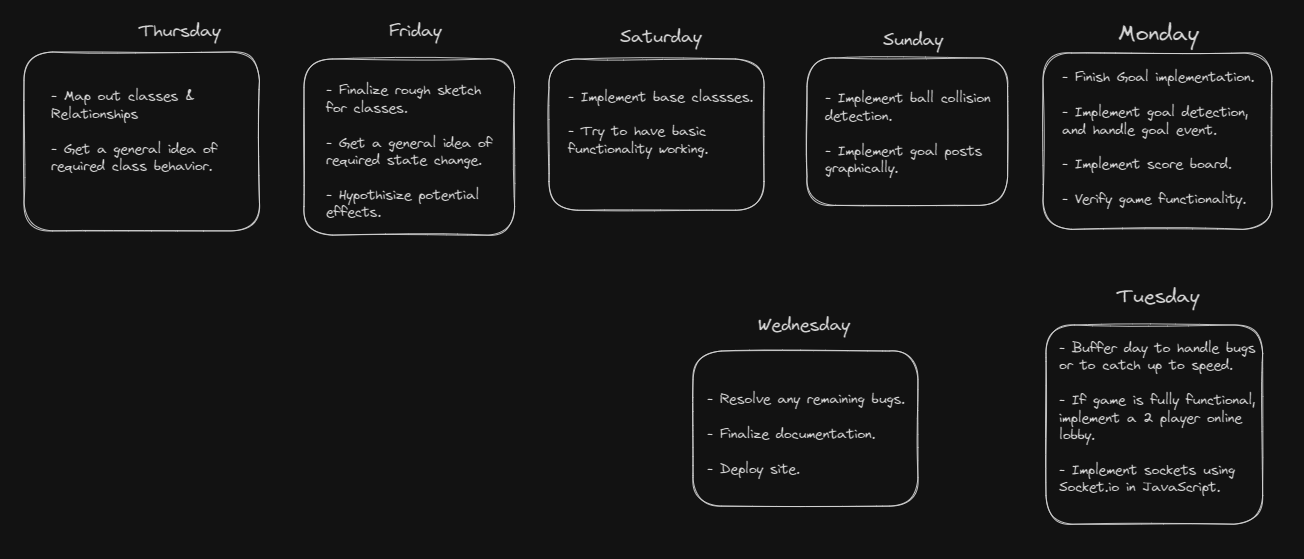 Thursday
- Map out classes &
Relationships
- Get a general idea of
required class behavior.
Friday
- Finalize rough sketch
for classes.
- Get a general idea of
required state change.
- Hypothisize potential
effects.
Saturday
- Implement base classses.
- Try to have basic
functionality working.
Sunday
- Implement ball collision
detection.
- Implement goal posts
graphically.
Monday
- Finish Goal implementation.
- Implement goal detection,
and handle goal event.
- Implement score board.
- Verify game functionality.
Tuesday
- Buffer day to handle bugs
or to catch up to speed.
- If game is fully functional,
implement a 2 player online
lobby.
- Implement sockets using
Socket.io in JavaScript.
Wednesday
- Resolve any remaining bugs.
- Finalize documentation.
- Deploy site.